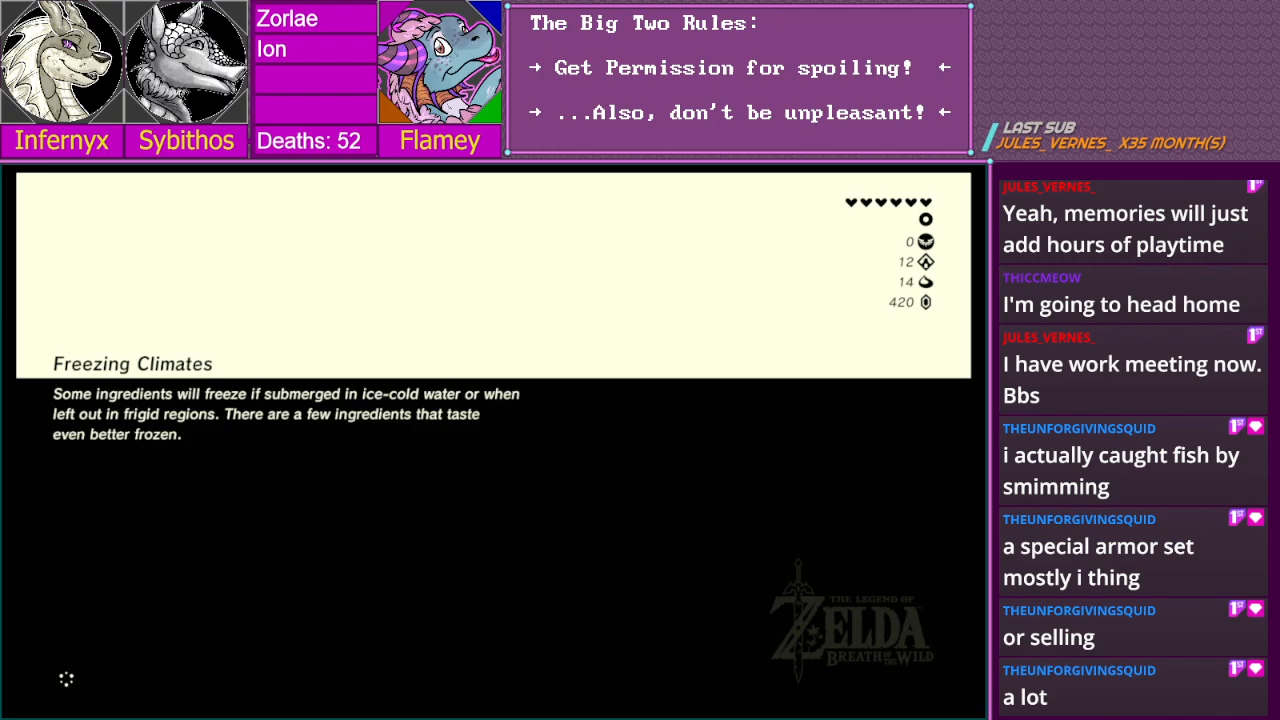 Infernyx
Sybithos
Zorlae
Ion
Deaths: 52
Flamey
The Big Two Rules:
→ Get Permission for spoiling! ←
→ ...Also, don't be unpleasant! ←
LAST SUB
JULES_VERNES_ X35 MONTH(S)
0
12
14
420
Freezing Climates
Some ingredients will freeze if submerged in ice-cold water or when
left out in frigid regions. There are a few ingredients that taste
even better frozen.
THE LEGEND OF
ZELDA
BREATH OF THE WILD
JULES_VERNES_
Yeah, memories will just
add hours of playtime
THICCMEOW
I'm going to head home
JULES_VERNES_
I have work meeting now.
Bbs
THEUNFORGIVINGSQUID
i actually caught fish by
smimming
THEUNFORGIVINGSQUID
a special armor set
mostly i thing
THEUNFORGIVINGSQUID
or selling
THEUNFORGIVINGSQUID
a lot